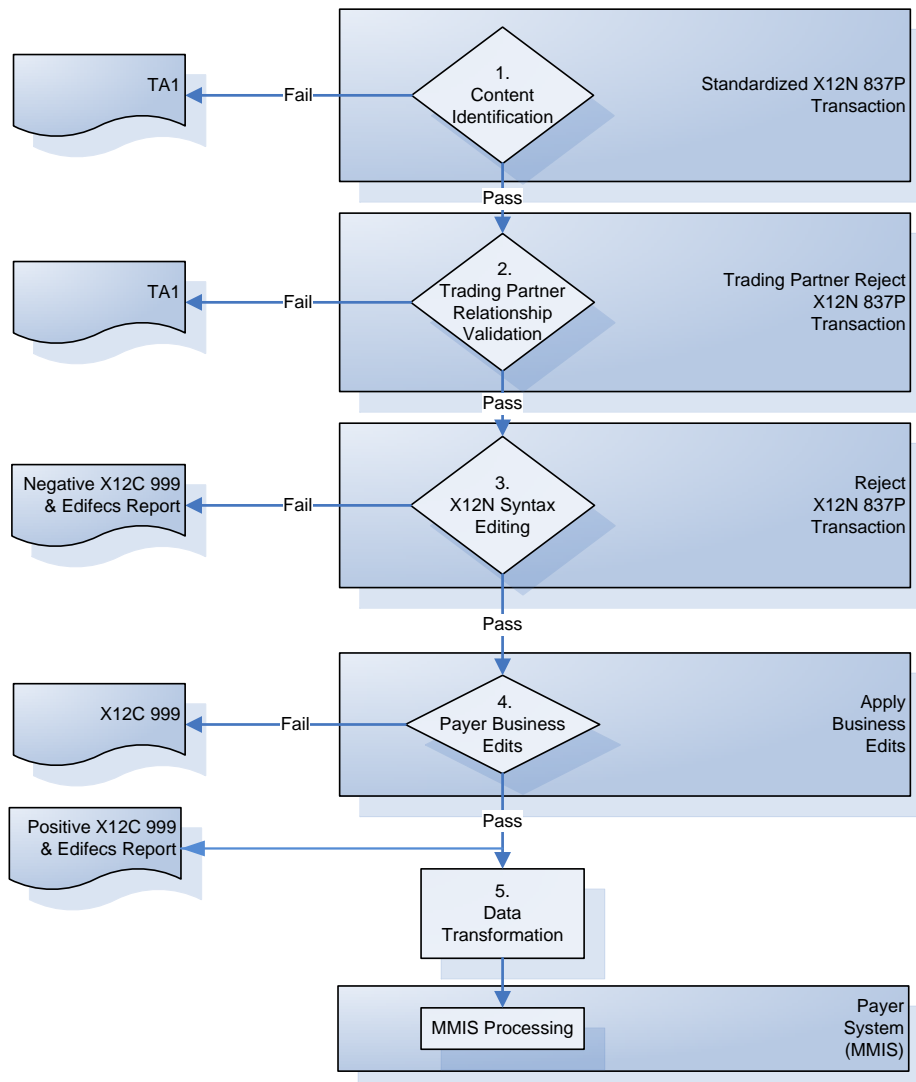 TA1
Fail
1.
Content
Identification
Standardized X12N 837P
Transaction
Pass
TA1
Fail
2.
Trading Partner
Relationship
Validation
Trading Partner Reject
X12N 837P
Transaction
Pass
Negative X12C 999
& Edifecs Report
Fail
3.
X12N Syntax
Editing
Reject
X12N 837P
Transaction
Pass
X12C 999
Fail
4.
Payer Business
Edits
Apply
Business
Edits
Pass
Positive X12C 999
& Edifecs Report
5.
Data
Transformation
MMIS Processing
Payer
System
(MMIS)